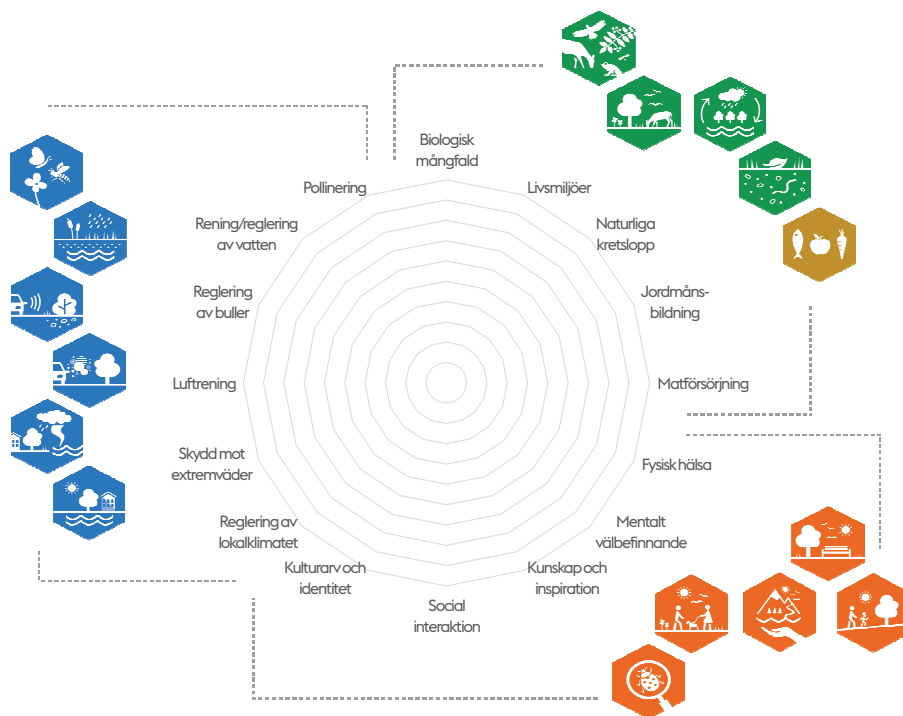 Biologisk
mångfald
Livsmiljöer
Naturliga
kretslopp
Jordmåns-
bildning
Matförsörjning
Fysisk hälsa
Mentalt
välbefinnande
Kunskap och
inspiration
Social
interaktion
Kulturarv och
identitet
Reglering av
lokalklimatet
Skydd mot
extremväder
Luftrening
Reglering
av buller
Rening/reglering
av vatten
Pollinering